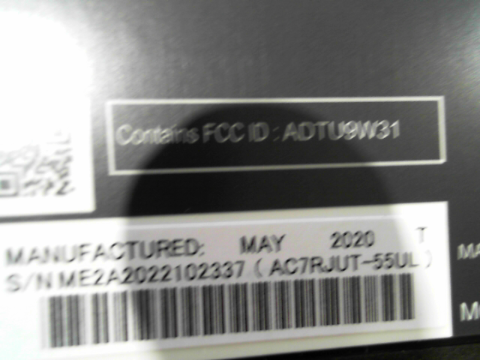 Contains FCC ID : ADTU9W31
MANUFACTURED: MAY 2020 T
S/N ME2A2022102337 ( AC7RJUT-55UL )